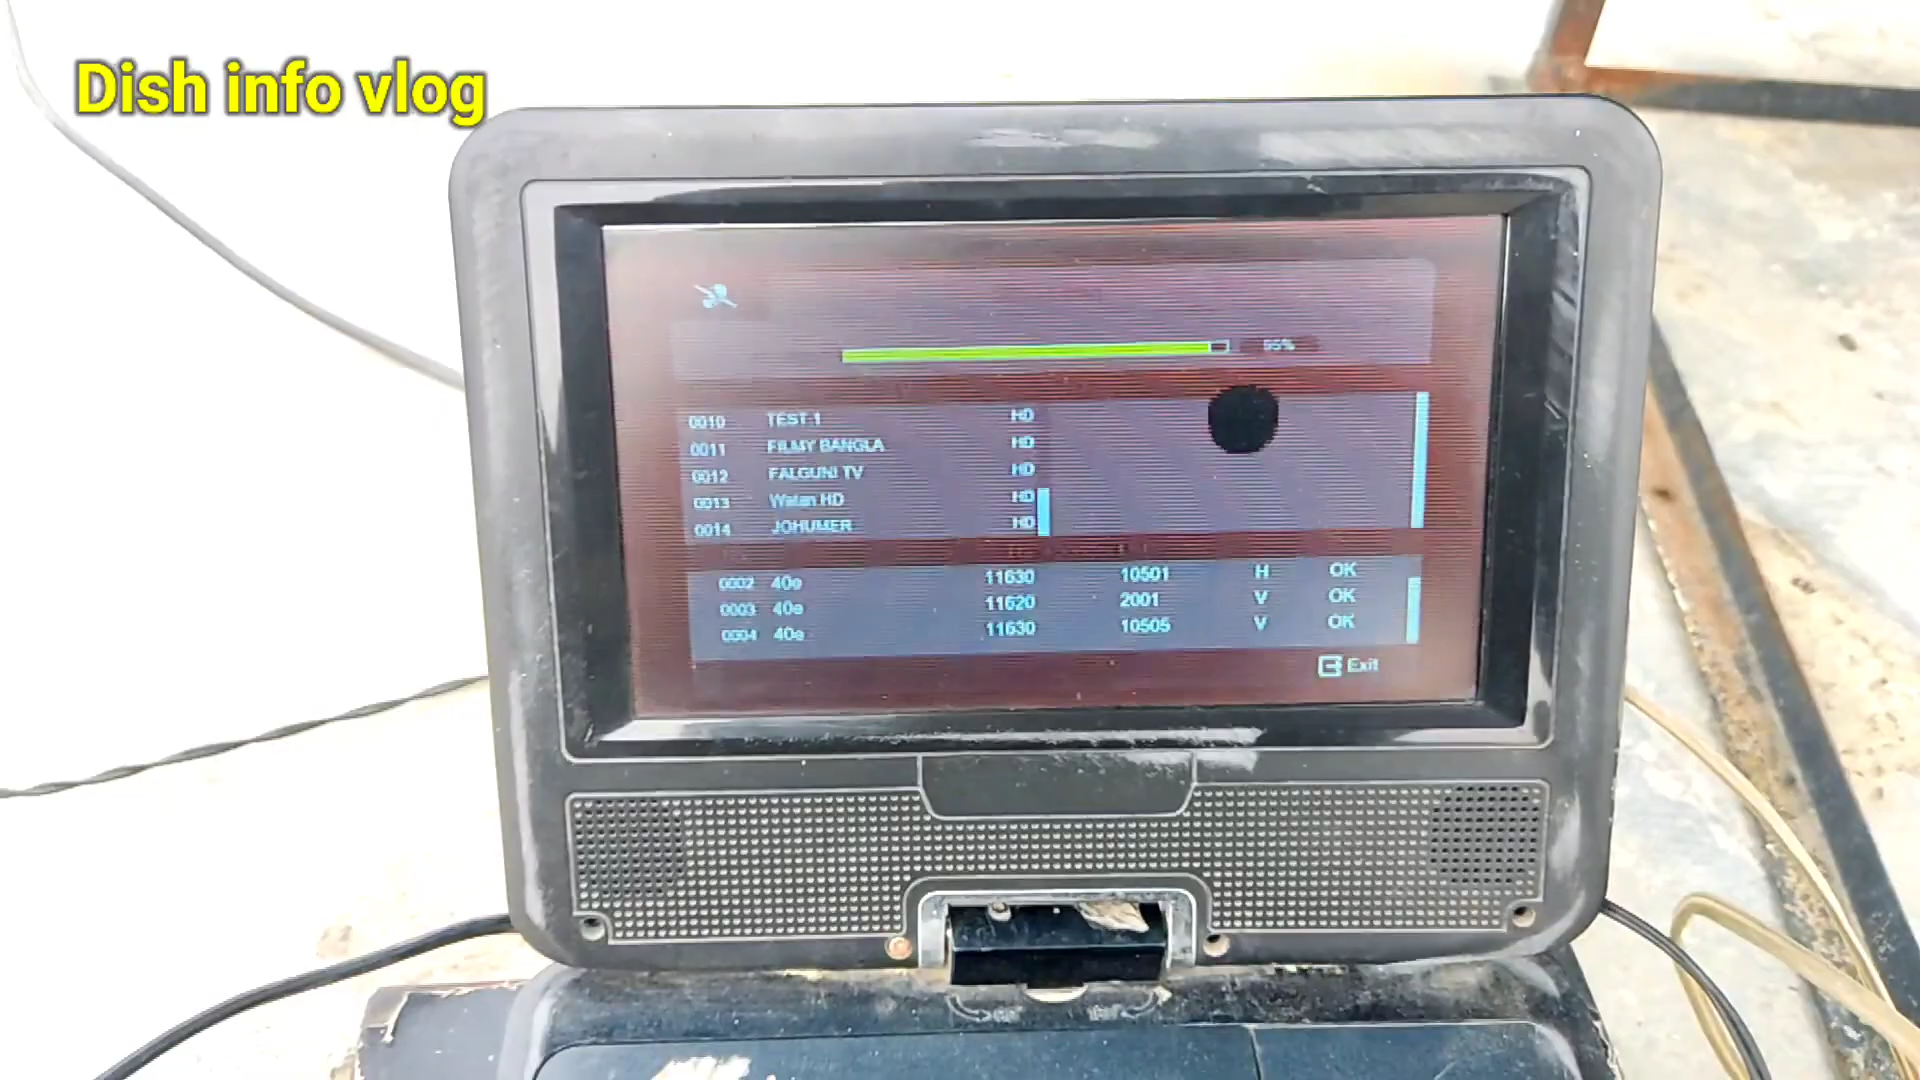 Dish info vlog
95%
0010 TEST-1 HD
0011 FILMY BANGLA HD
0012 FALGUNI TV HD
0013 Watan HD HD
0014 JOHUMER HD
0002 40e 11630 10501 H OK
0003 40e 11620 2001 V OK
0004 40e 11630 10505 V OK
Exit